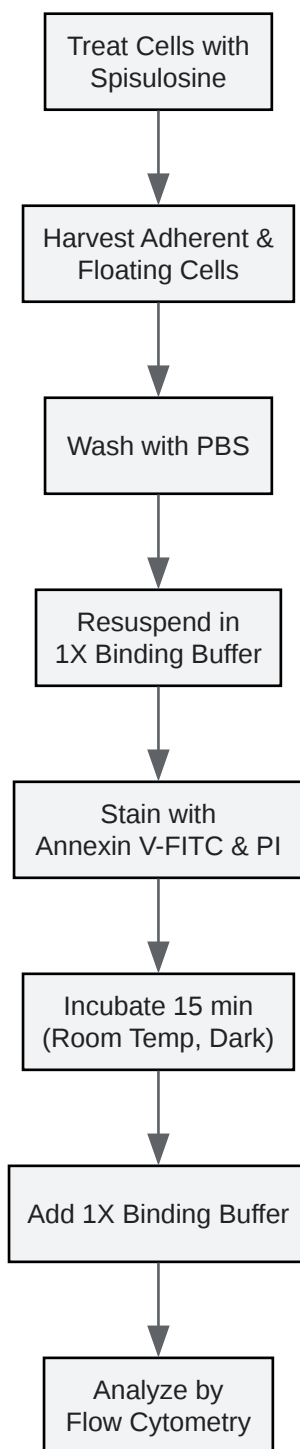 Treat Cells with
Spisulosine
Harvest Adherent &
Floating Cells
Wash with PBS
Resuspend in
1X Binding Buffer
Stain with
Annexin V-FITC & PI
Incubate 15 min
(Room Temp, Dark)
Add 1X Binding Buffer
Analyze by
Flow Cytometry